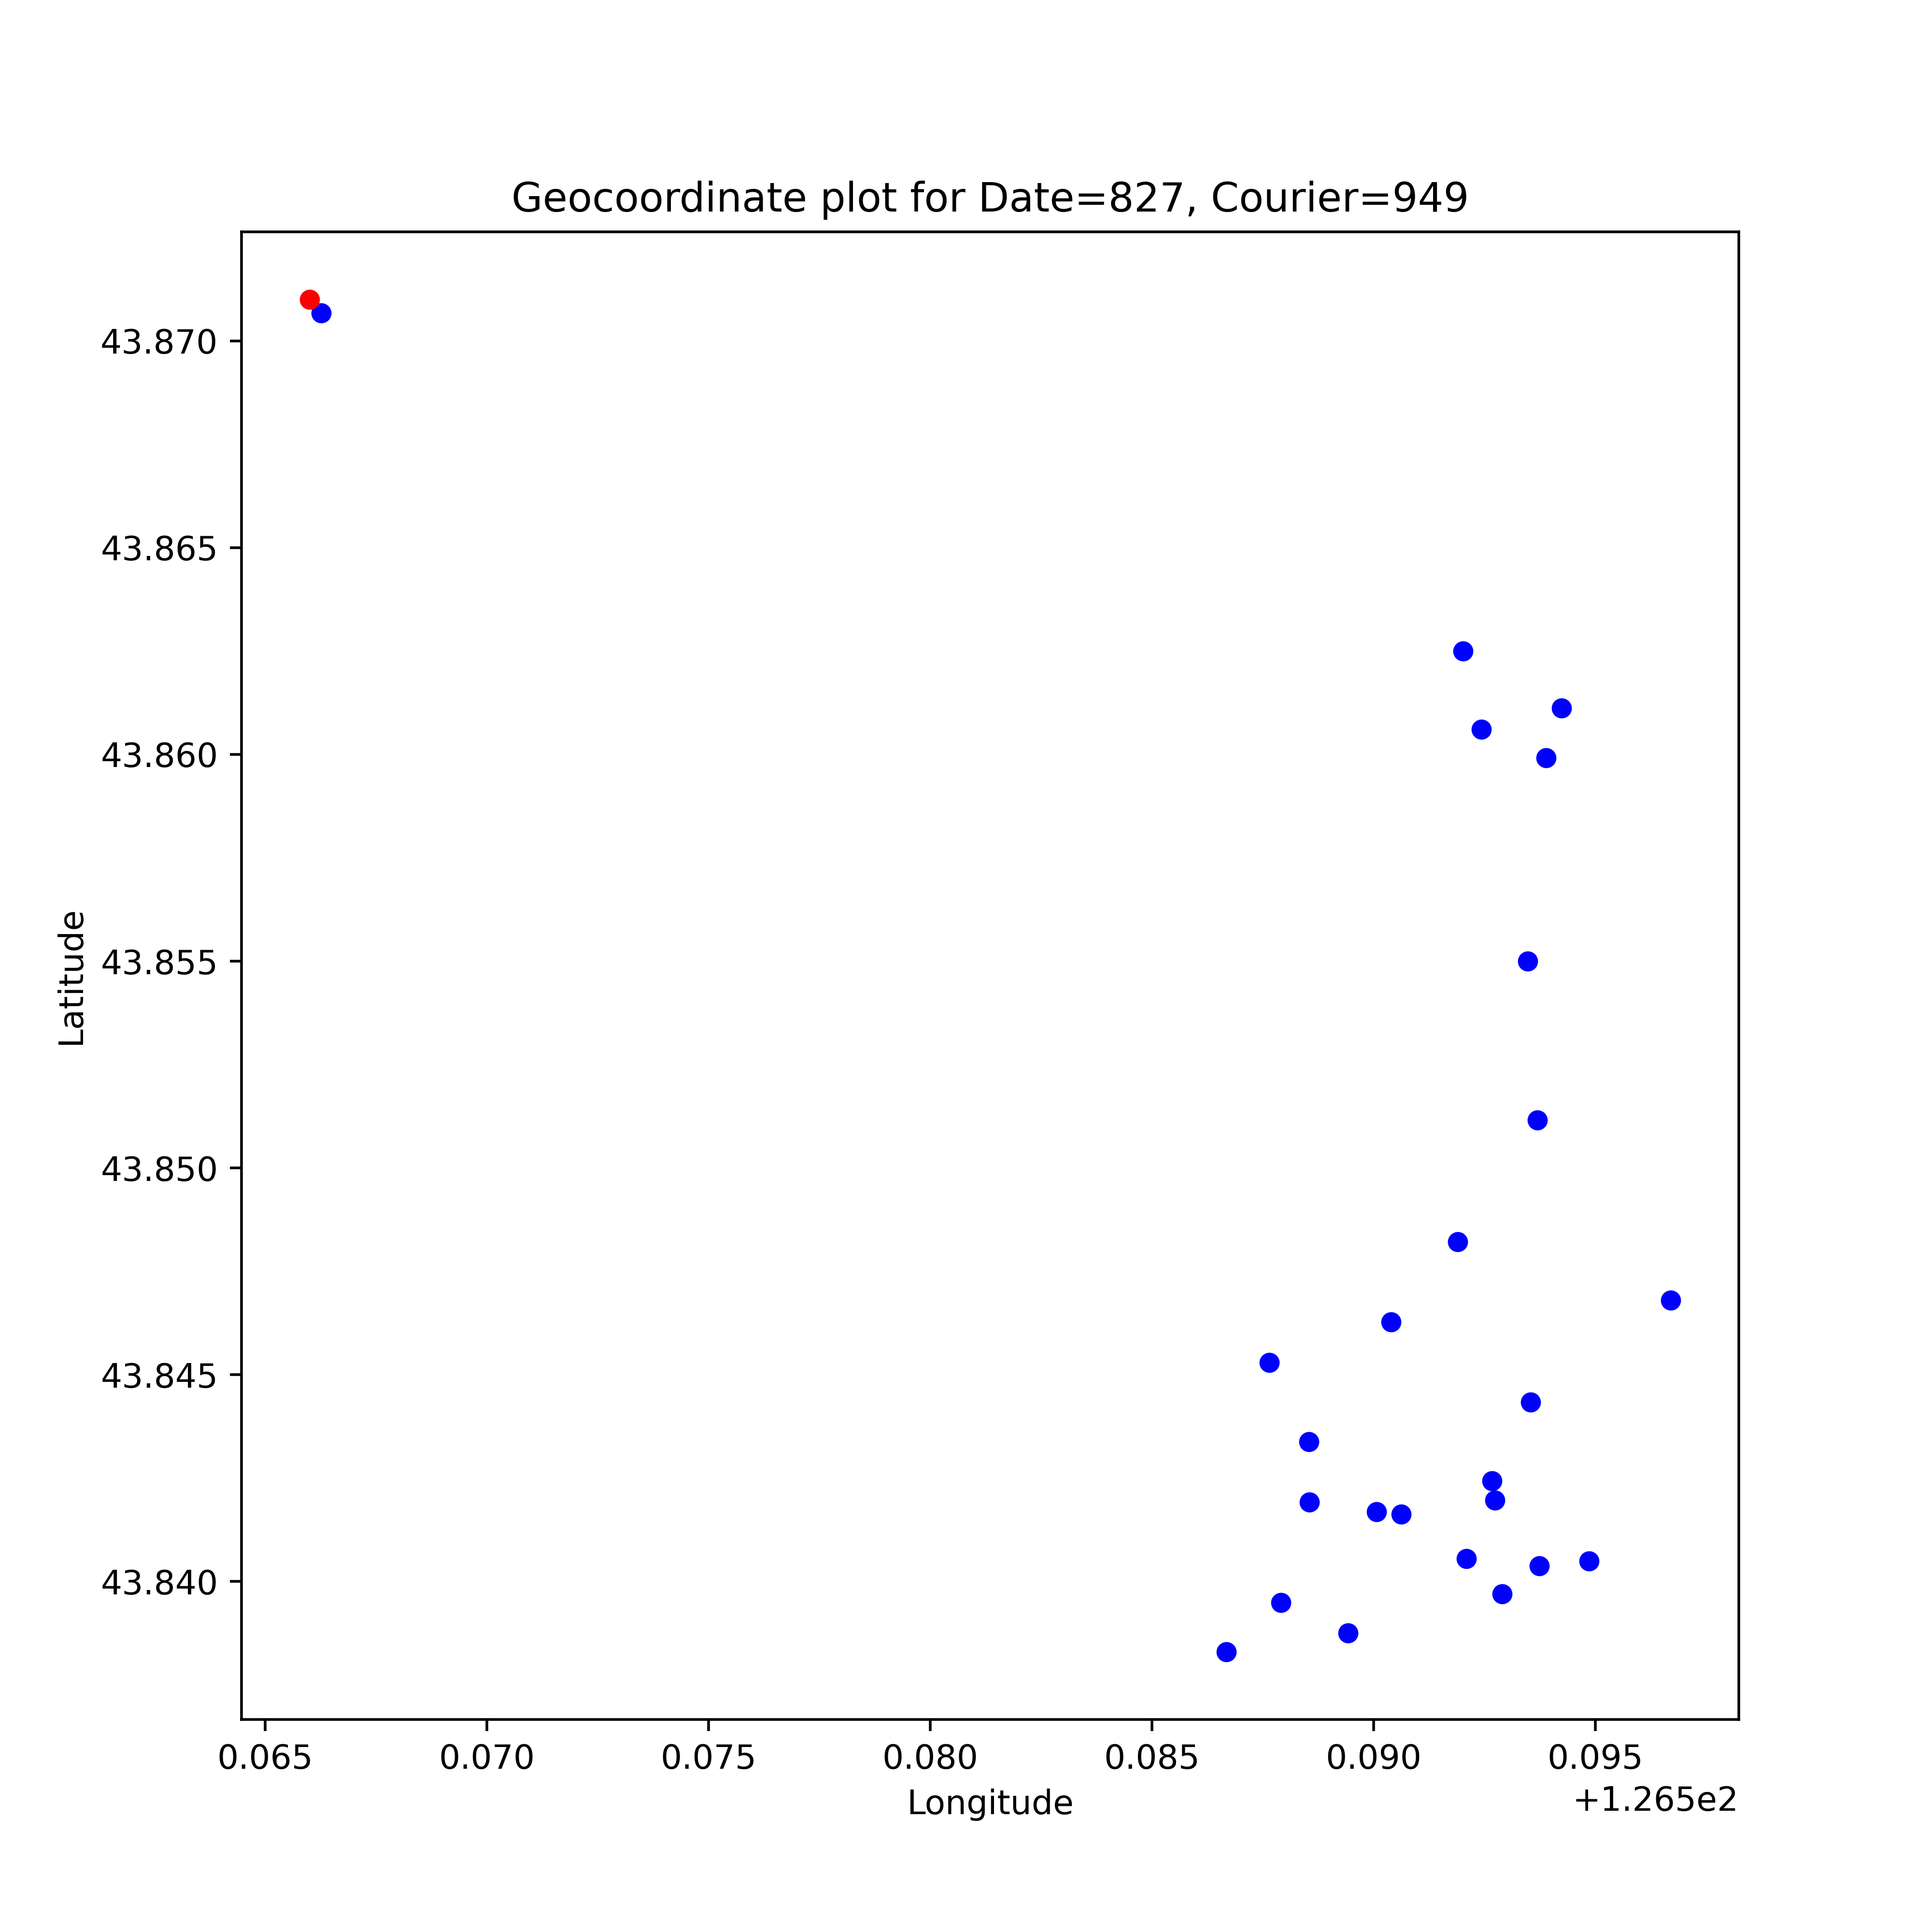 Geocoordinate plot for Date=827, Courier=949
43.870
43.865
43.860
43.855
43.850
43.845
43.840
Latitude
0.065 0.070 0.075 0.080 0.085 0.090 0.095
Longitude
+1.265e2